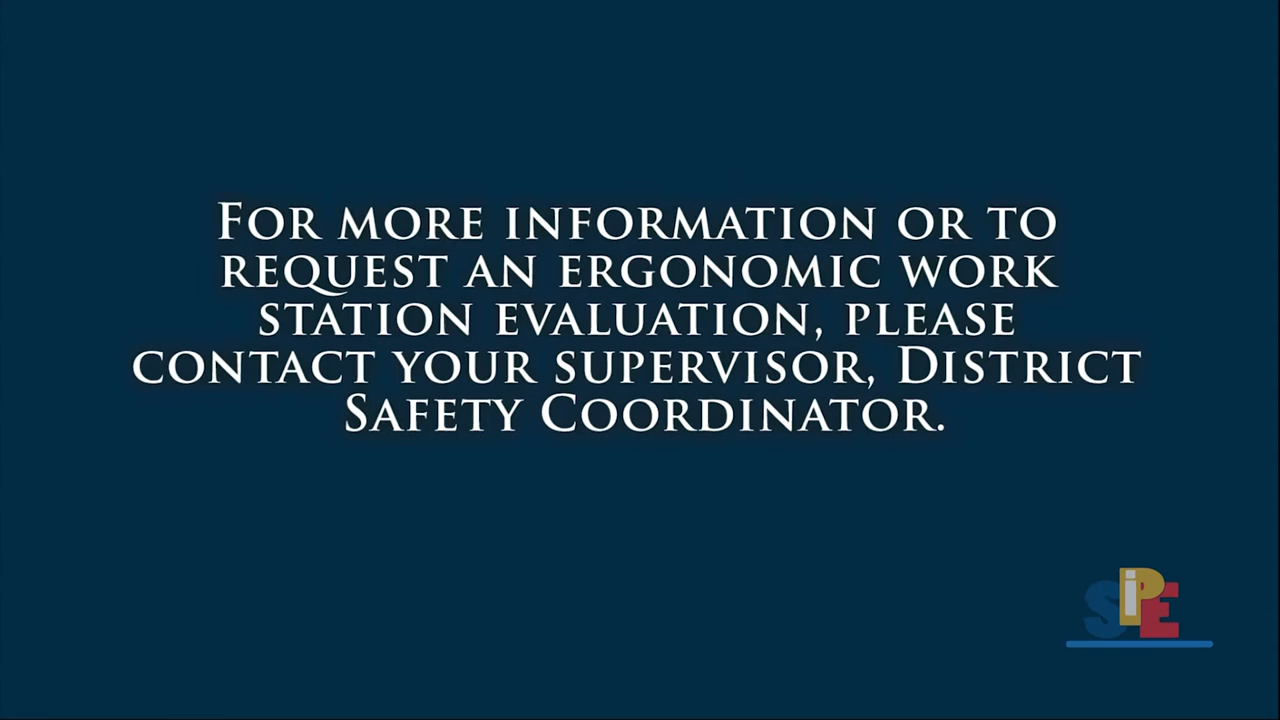 For more information or to
request an ergonomic work
station evaluation, please
contact your supervisor, District
Safety Coordinator.
SiPE